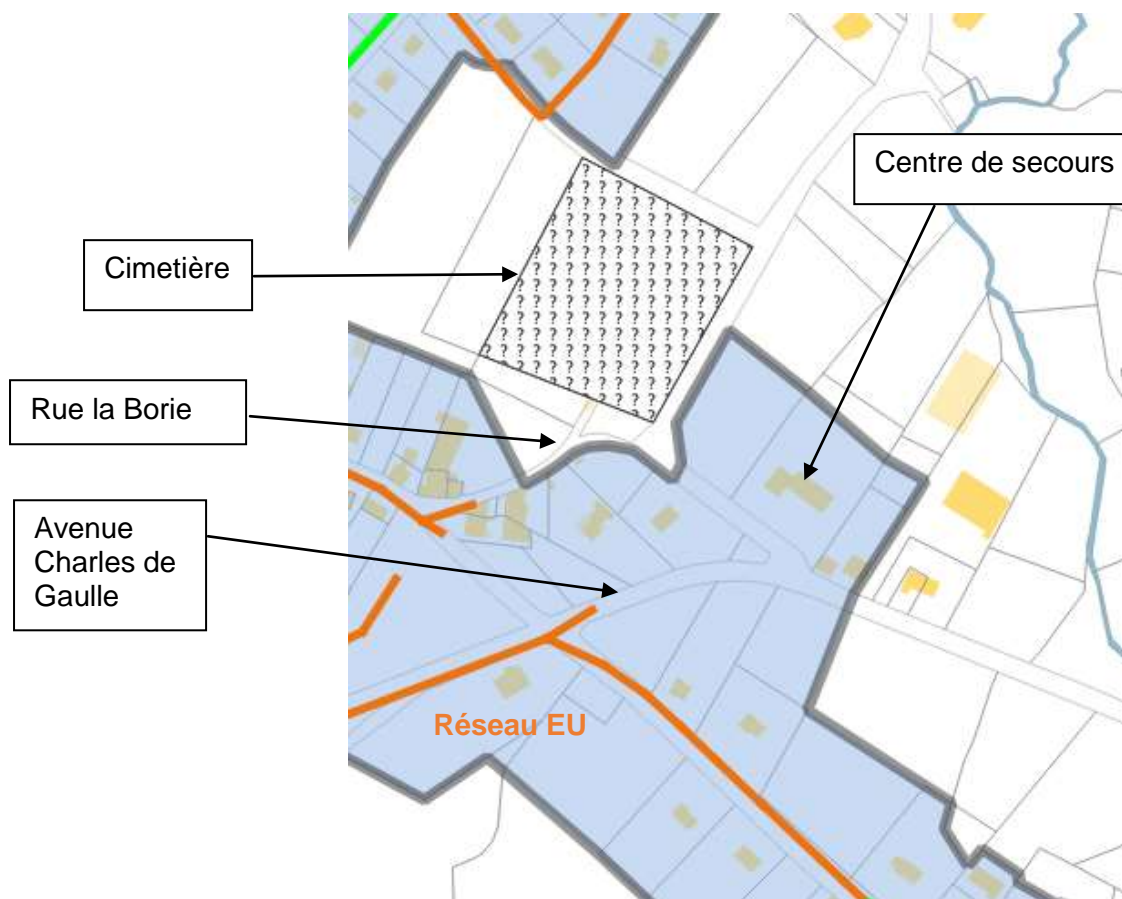 Centre de secours
Cimetière
Rue la Borie
Avenue
Charles de
Gaulle
Réseau EU